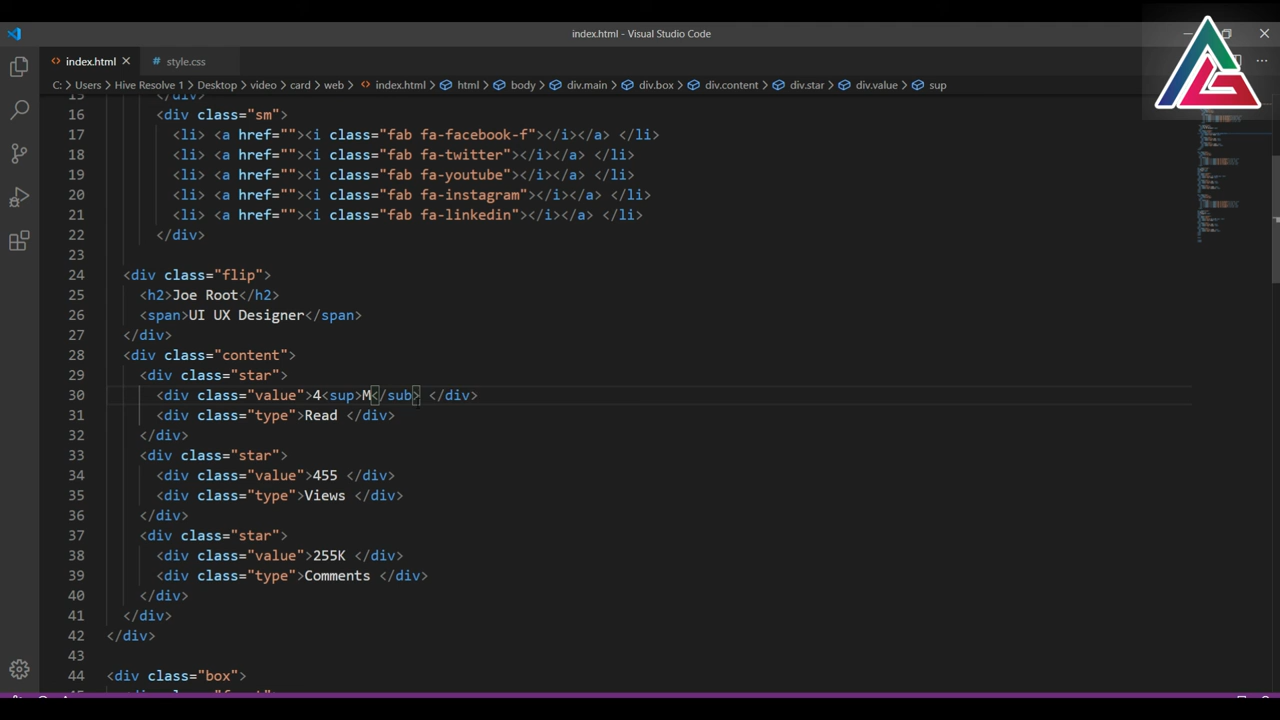 index.html - Visual Studio Code
index.html
# style.css
C: > Users > Hive Resolve 1 > Desktop > video > card > web > index.html > html > body > div.main > div.box > div.content > div.star > div.value > sup
15 </div>
16 <div class="sm">
17 <li> <a href=""><i class="fab fa-facebook-f"></i></a> </li>
18 <li> <a href=""><i class="fab fa-twitter"></i></a> </li>
19 <li> <a href=""><i class="fab fa-youtube"></i></a> </li>
20 <li> <a href=""><i class="fab fa-instagram"></i></a> </li>
21 <li> <a href=""><i class="fab fa-linkedin"></i></a> </li>
22 </div>
23
24 <div class="flip">
25 <h2>Joe Root</h2>
26 <span>UI UX Designer</span>
27 </div>
28 <div class="content">
29 <div class="star">
30 <div class="value">4<sup>M</sub> </div>
31 <div class="type">Read </div>
32 </div>
33 <div class="star">
34 <div class="value">455 </div>
35 <div class="type">Views </div>
36 </div>
37 <div class="star">
38 <div class="value">255K </div>
39 <div class="type">Comments </div>
40 </div>
41 </div>
42 </div>
43
44 <div class="box">